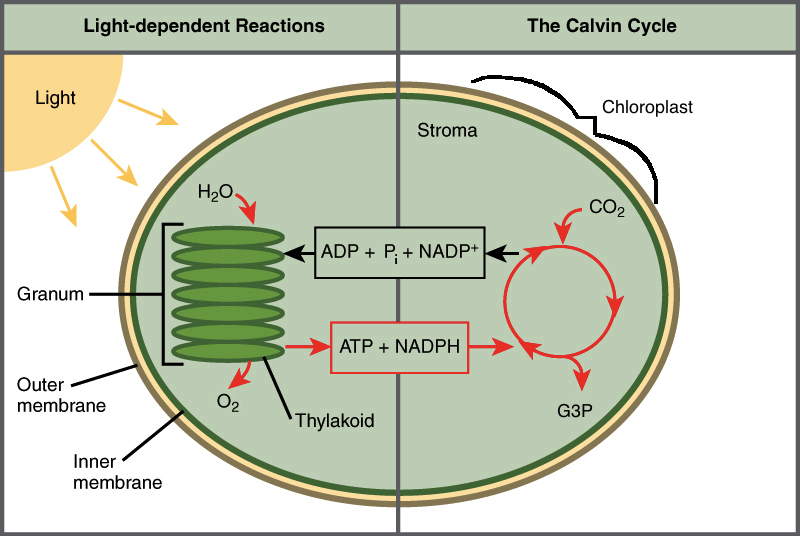 Light-dependent Reactions
The Calvin Cycle
Light
Chloroplast
Stroma
H₂O
CO₂
ADP + Pᵢ + NADP⁺
Granum
ATP + NADPH
Outer
membrane
O₂
G3P
Thylakoid
Inner
membrane